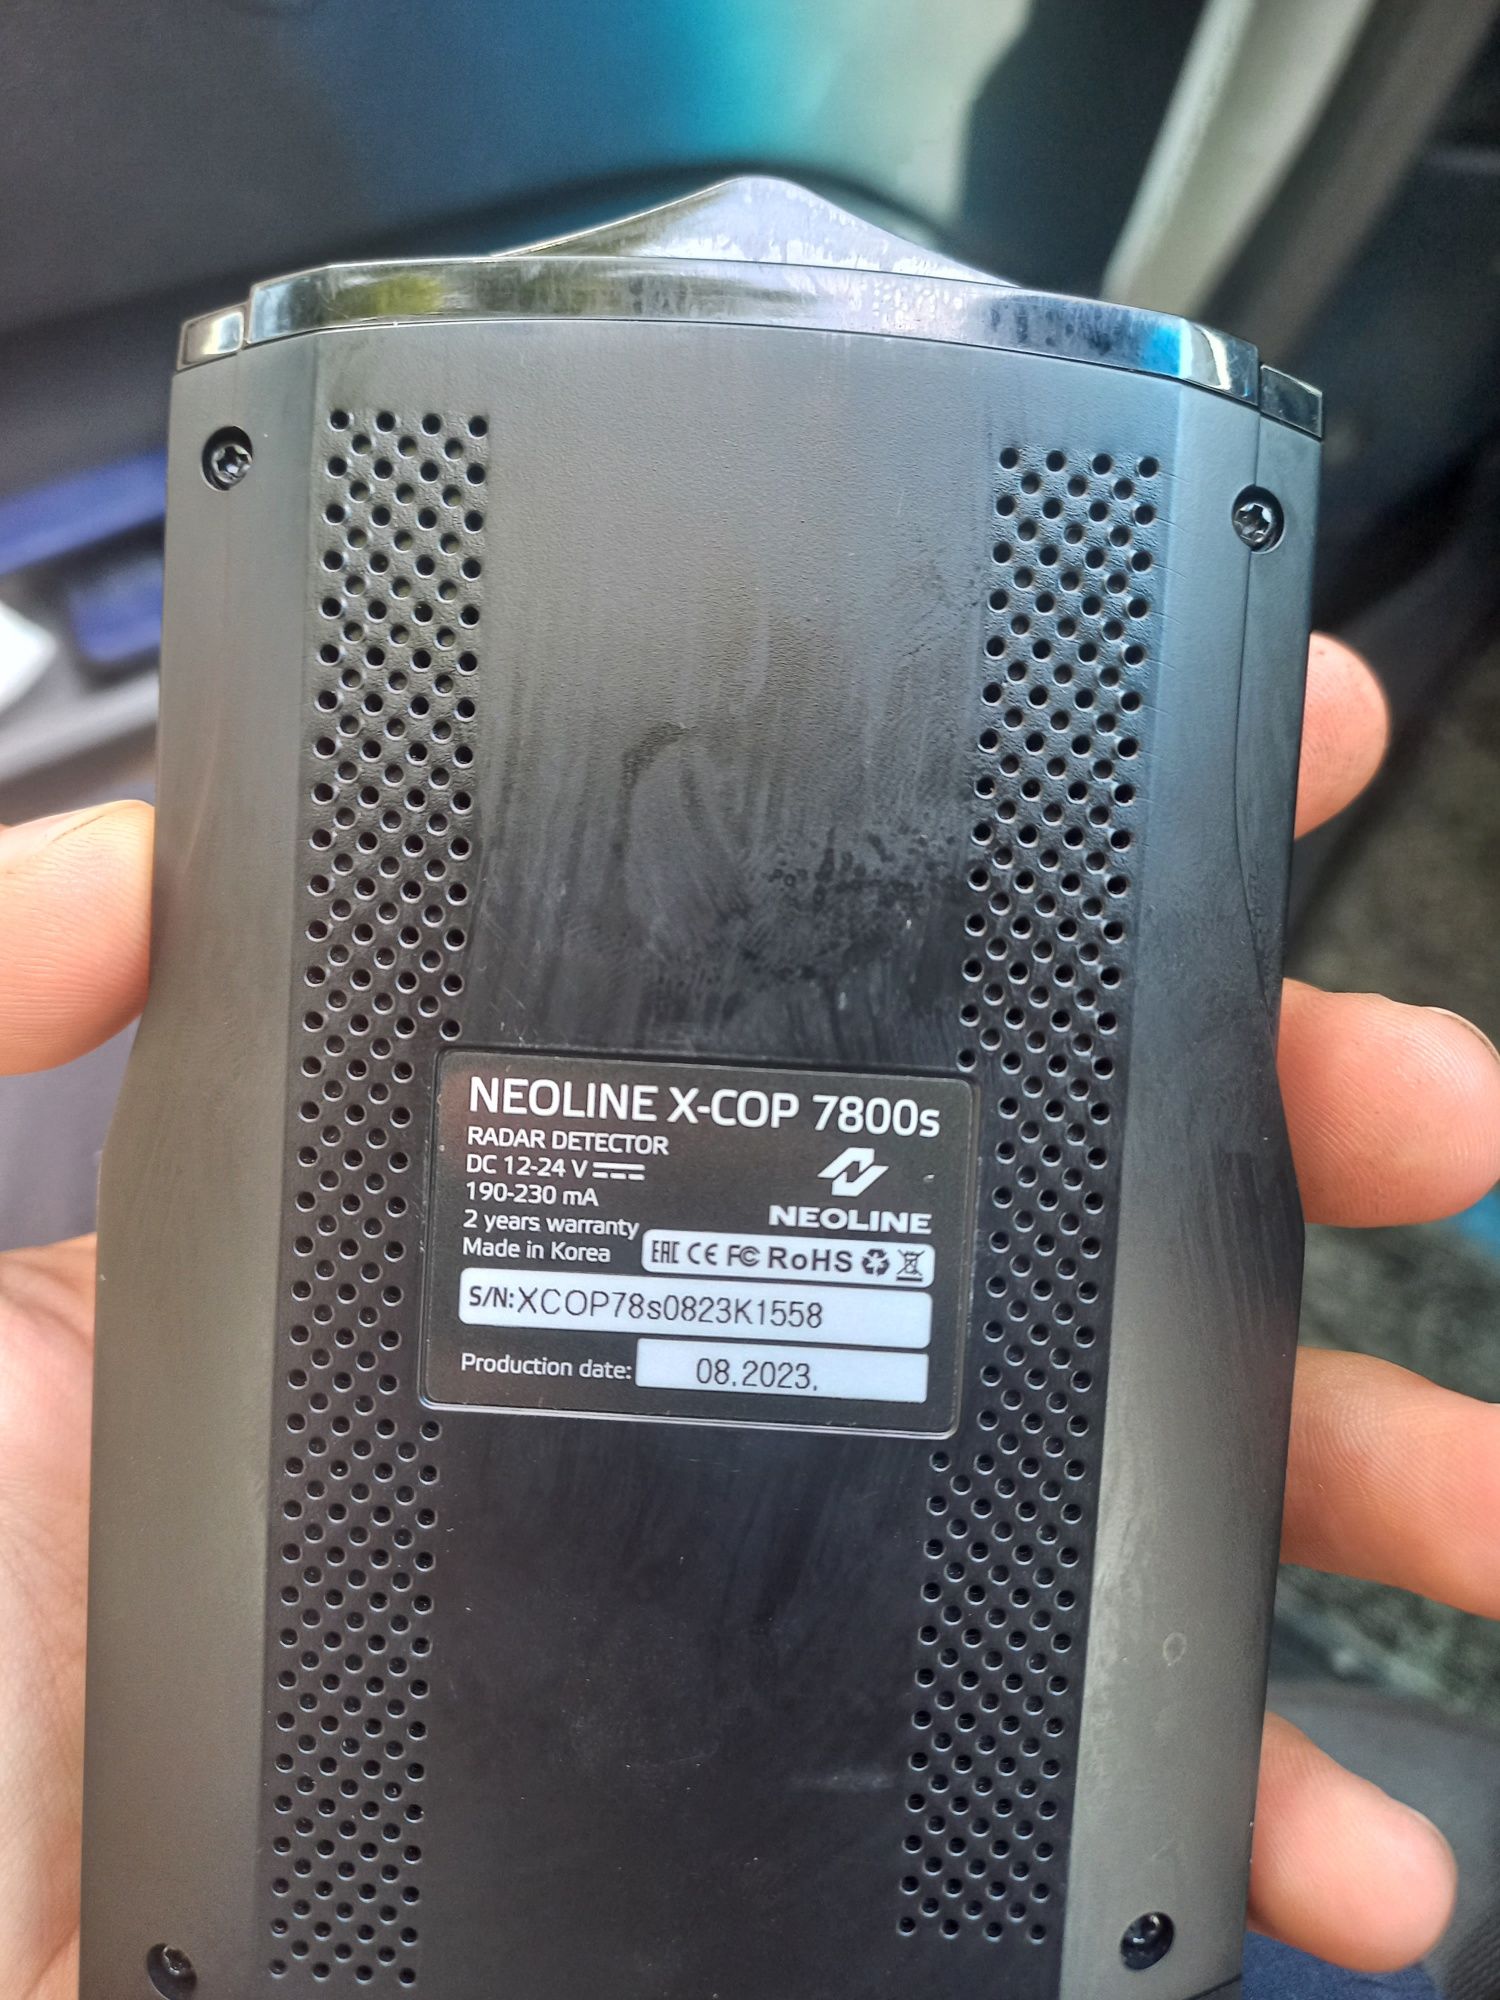 NEOLINE X-COP 7800s
RADAR DETECTOR
DC 12-24 V
190-230 mA
2 years warranty
Made in Korea
NEOLINE
EAC CE FC RoHS
S/N: XCOP78s0823K1558
Production date: 08.2023.